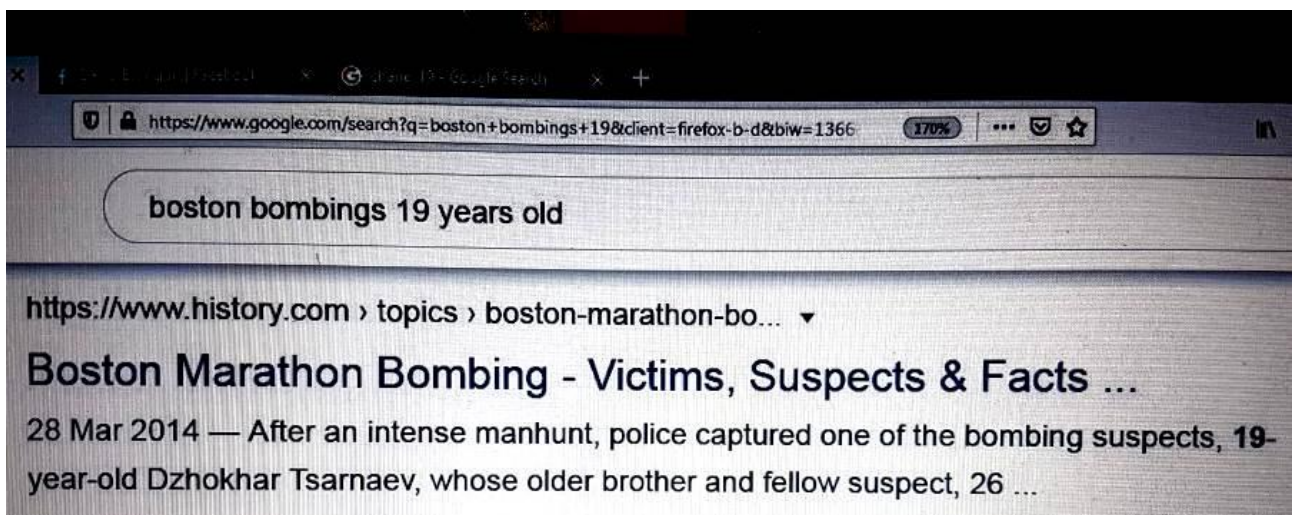 Google Search
https://www.google.com/search?q=boston+bombings+19&client=firefox-b-d&biw=1366 170%
boston bombings 19 years old
https://www.history.com › topics › boston-marathon-bo...
Boston Marathon Bombing - Victims, Suspects & Facts ...
28 Mar 2014 — After an intense manhunt, police captured one of the bombing suspects, 19-
year-old Dzhokhar Tsarnaev, whose older brother and fellow suspect, 26 ...